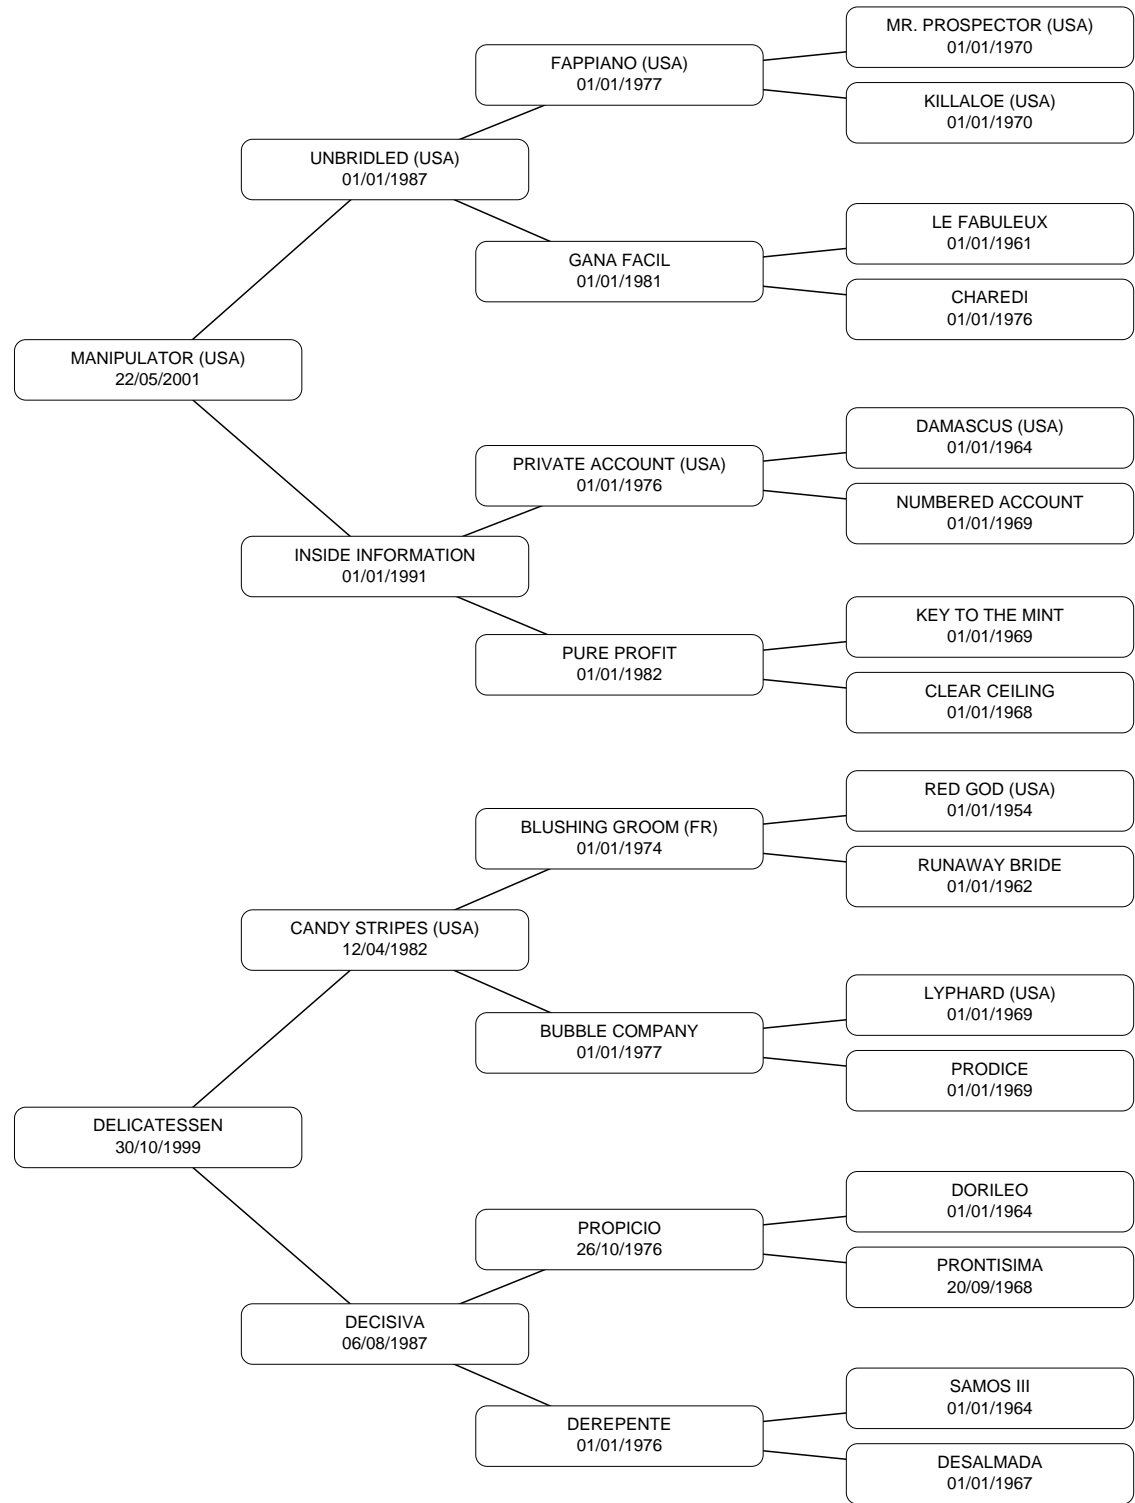 MR. PROSPECTOR (USA)
01/01/1970
FAPPIANO (USA)
01/01/1977
KILLALOE (USA)
01/01/1970
UNBRIDLED (USA)
01/01/1987
LE FABULEUX
01/01/1961
GANA FACIL
01/01/1981
CHAREDI
01/01/1976
MANIPULATOR (USA)
22/05/2001
DAMASCUS (USA)
01/01/1964
PRIVATE ACCOUNT (USA)
01/01/1976
NUMBERED ACCOUNT
01/01/1969
INSIDE INFORMATION
01/01/1991
KEY TO THE MINT
01/01/1969
PURE PROFIT
01/01/1982
CLEAR CEILING
01/01/1968
RED GOD (USA)
01/01/1954
BLUSHING GROOM (FR)
01/01/1974
RUNAWAY BRIDE
01/01/1962
CANDY STRIPES (USA)
12/04/1982
LYPHARD (USA)
01/01/1969
BUBBLE COMPANY
01/01/1977
PRODICE
01/01/1969
DELICATESSEN
30/10/1999
DORILEO
01/01/1964
PROPICIO
26/10/1976
PRONTISIMA
20/09/1968
DECISIVA
06/08/1987
SAMOS III
01/01/1964
DEREPENTE
01/01/1976
DESALMADA
01/01/1967